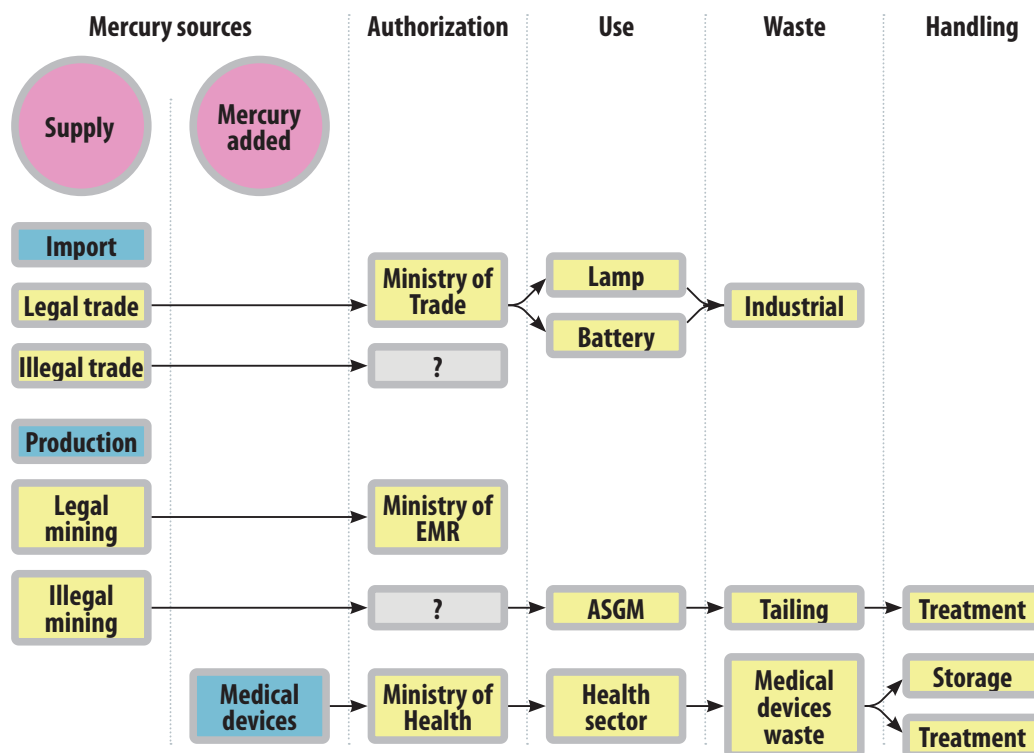 Mercury sources
Authorization
Use
Waste
Handling
Supply
Mercury
added
Import
Legal trade
Ministry of
Trade
Lamp
Battery
Industrial
Illegal trade
?
Production
Legal
mining
Ministry of
EMR
Illegal
mining
?
ASGM
Tailing
Treatment
Medical
devices
Ministry of
Health
Health
sector
Medical
devices
waste
Storage
Treatment